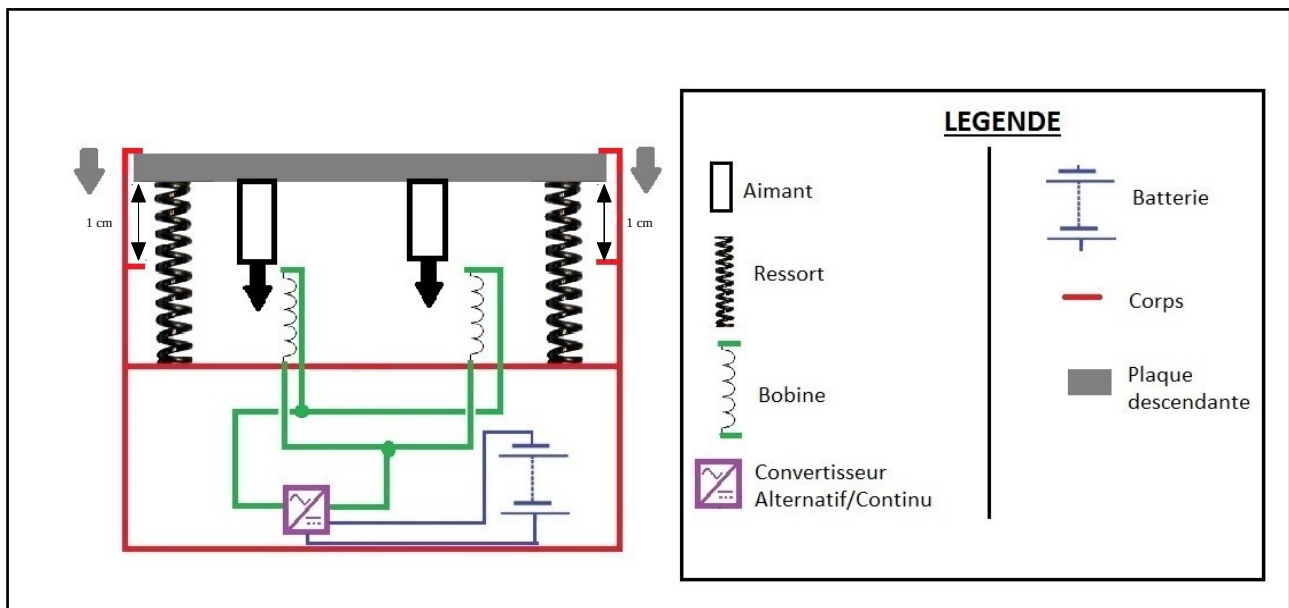 LEGENDE
1 cm
1 cm
Aimant
Ressort
Bobine
Convertisseur
Alternatif/Continu
Batterie
Corps
Plaque
descendante